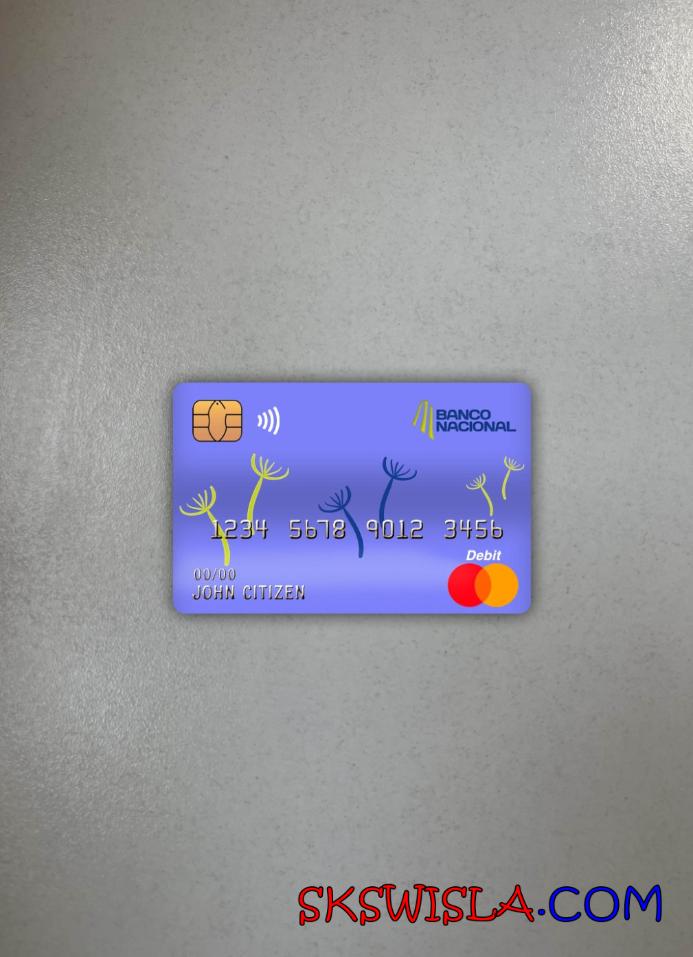 BANCO
NACIONAL
1234 5678 9012 3456
Debit
00/00
JOHN CITIZEN
SKSWISLA.COM